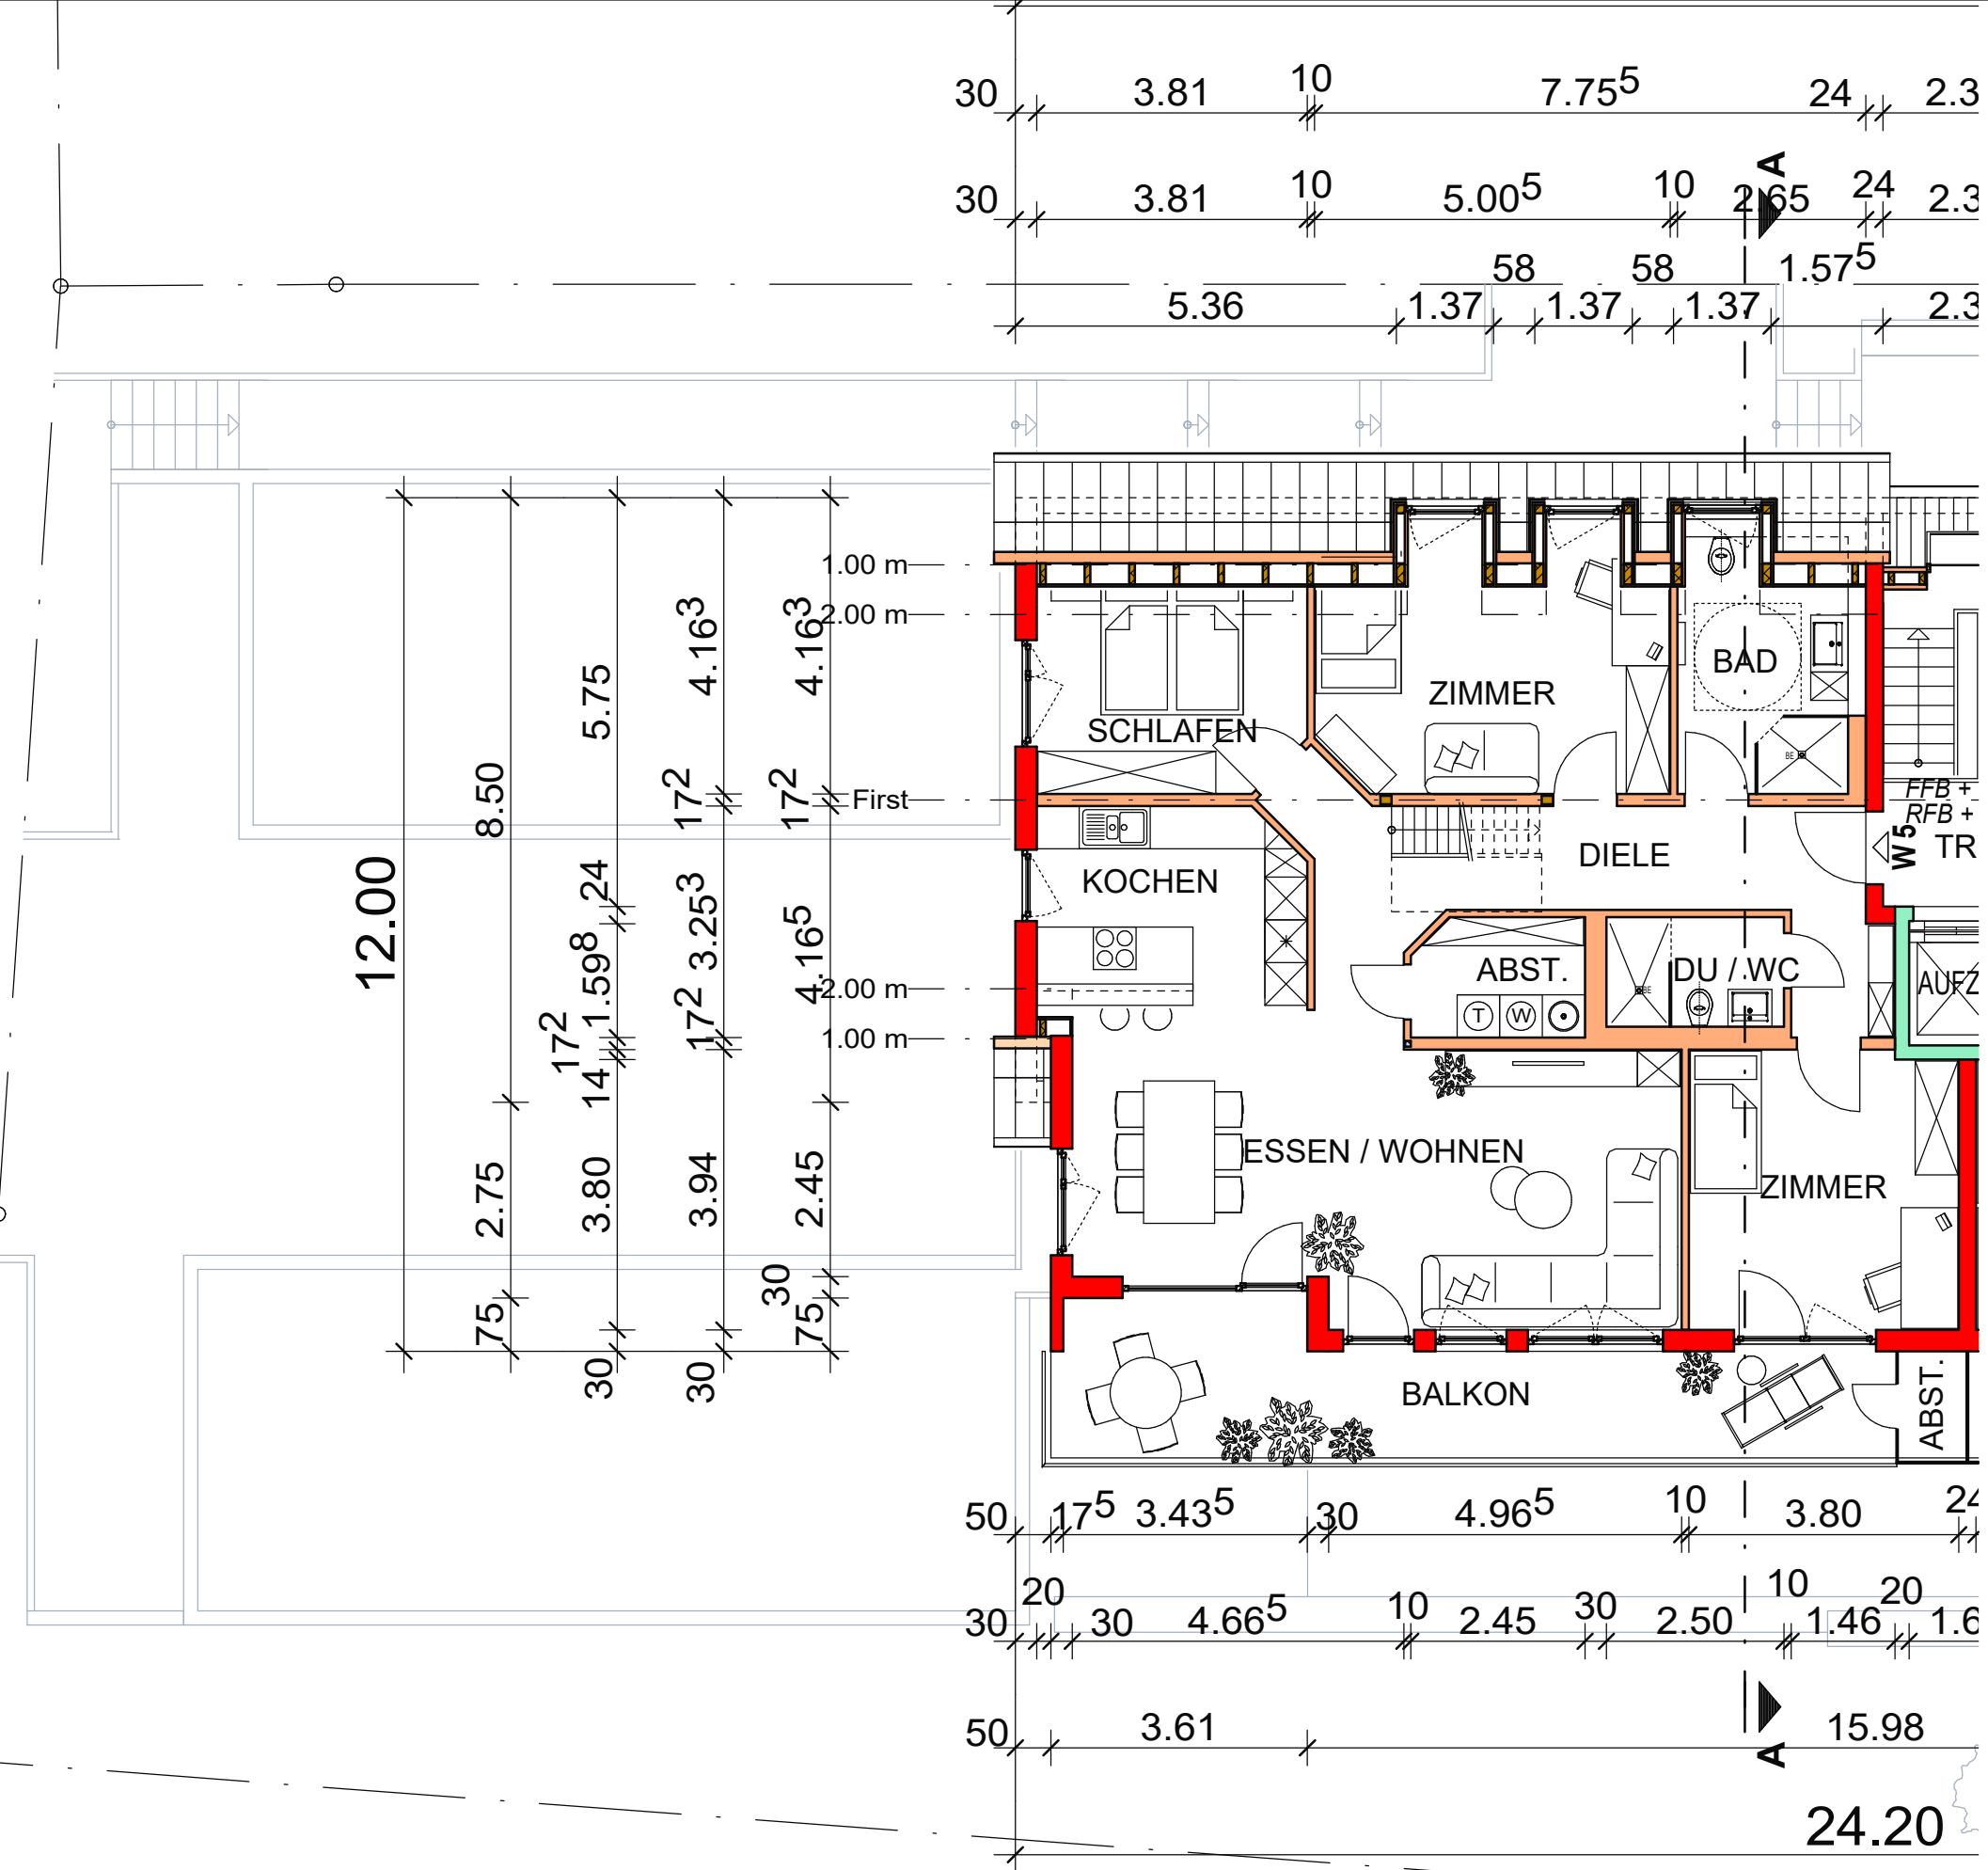 30 3.81 10 7.75⁵ 24 2.3
A
30 3.81 10 5.00⁵ 10 2.65 24 2.3
58 58 1.57⁵
5.36 1.37 1.37 1.37 2.3
1.00 m
2.00 m
4.16³ 4.16³
5.75
BAD
ZIMMER
SCHLAFEN
8.50
17² 17²
First
FFB +
RFB +
W 5
TR
DIELE
KOCHEN
12.00
24
3.25³
4.16⁵
1.59⁸
ABST.
DU / WC
AUFZ
2.00 m
BE
BE
T W
17²
17²
1.00 m
14
ESSEN / WOHNEN
ZIMMER
2.75 3.80 3.94 2.45
30
75 75
30 30
BALKON
ABST.
50 17⁵ 3.43⁵ 30 4.96⁵ 10 3.80 24
20 10 20
30 30 4.66⁵ 10 2.45 30 2.50 1.46 1.6
50 3.61 15.98
A
24.20